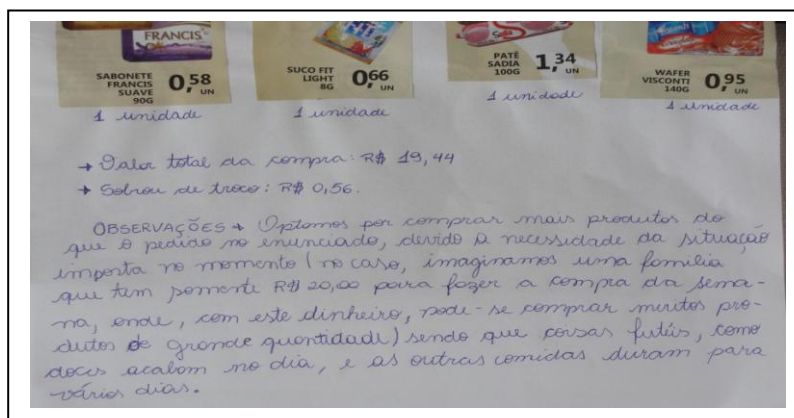 FRANCIS
SABONETE FRANCIS SUAVE 90G 0,58 UN
SUCO FIT LIGHT 8G 0,66 UN
PATÊ SADIA 100G 1,34 UN
WAFER VISCONTI 140G 0,95 UN
1 unidade
1 unidade
1 unidade
1 unidade
→ Valor total da compra: R$ 19,44
→ Sobrou de troco: R$ 0,56.
OBSERVAÇÕES → Optamos por comprar mais produtos do
que o pedido no enunciado, devido à necessidade da situação
imposta no momento (no caso, imaginamos uma família
que tem somente R$ 20,00 para fazer a compra da sema-
na, onde, com este dinheiro, pode-se comprar muitos pro-
dutos de grande quantidade) sendo que coisas futéis, como
doces acabam no dia, e as outras comidas duram para
vários dias.